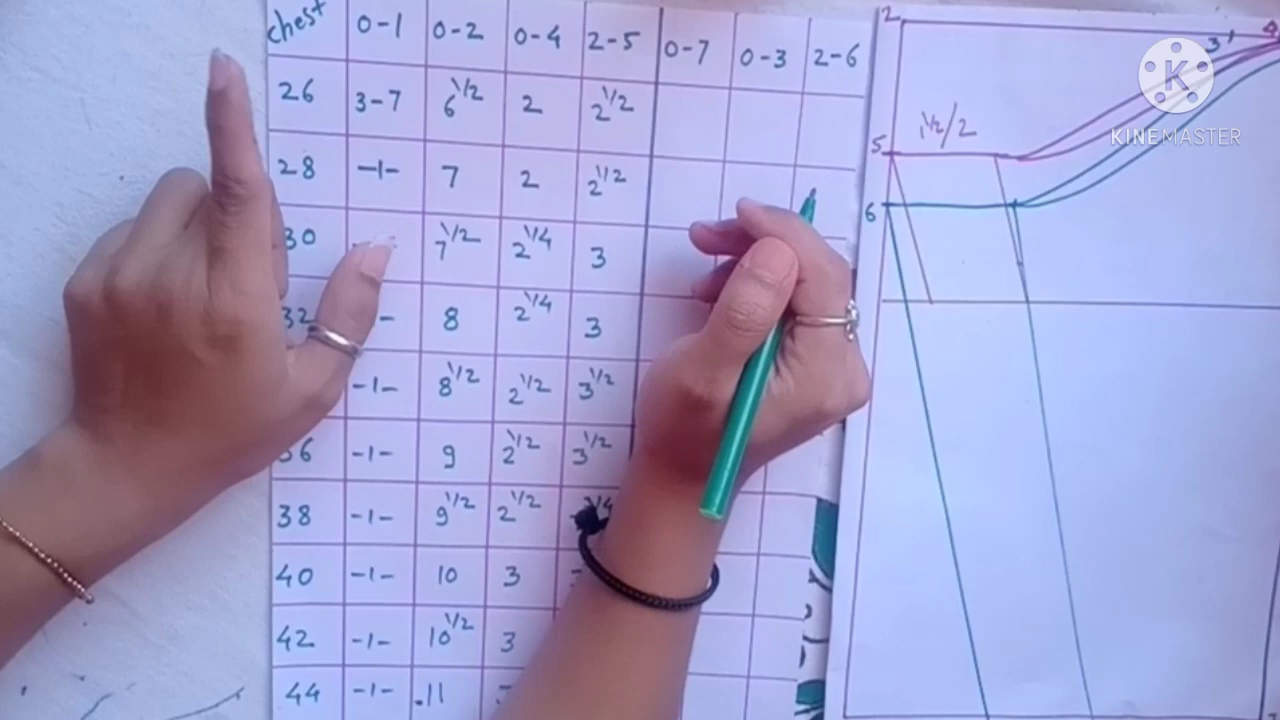 chest 0-1 0-2 0-4 2-5 0-7 0-3 2-6
26 3-7 6 1/2 2 2 1/2
28 -1- 7 2 2 1/2
30 7 1/2 2 1/4 3
32 - 8 2 1/4 3
-1- 8 1/2 2 1/2 3 1/2
36 -1- 9 2 1/2 3 1/2
38 -1- 9 1/2 2 1/2
40 -1- 10 3
42 -1- 10 1/2 3
44 -1- .11
2
3'
4
K
KINEMASTER
1 1/2/2
5
6